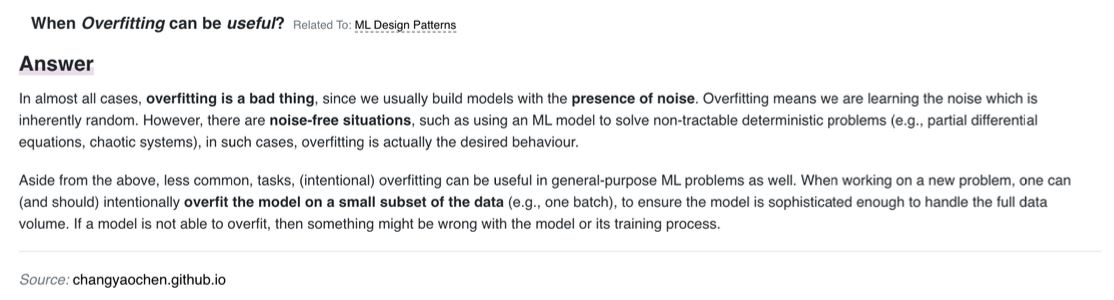 When Overfitting can be useful? Related To: ML Design Patterns
Answer
In almost all cases, overfitting is a bad thing, since we usually build models with the presence of noise. Overfitting means we are learning the noise which is
inherently random. However, there are noise-free situations, such as using an ML model to solve non-tractable deterministic problems (e.g., partial differential
equations, chaotic systems), in such cases, overfitting is actually the desired behaviour.
Aside from the above, less common, tasks, (intentional) overfitting can be useful in general-purpose ML problems as well. When working on a new problem, one can
(and should) intentionally overfit the model on a small subset of the data (e.g., one batch), to ensure the model is sophisticated enough to handle the full data
volume. If a model is not able to overfit, then something might be wrong with the model or its training process.
Source: changyaochen.github.io